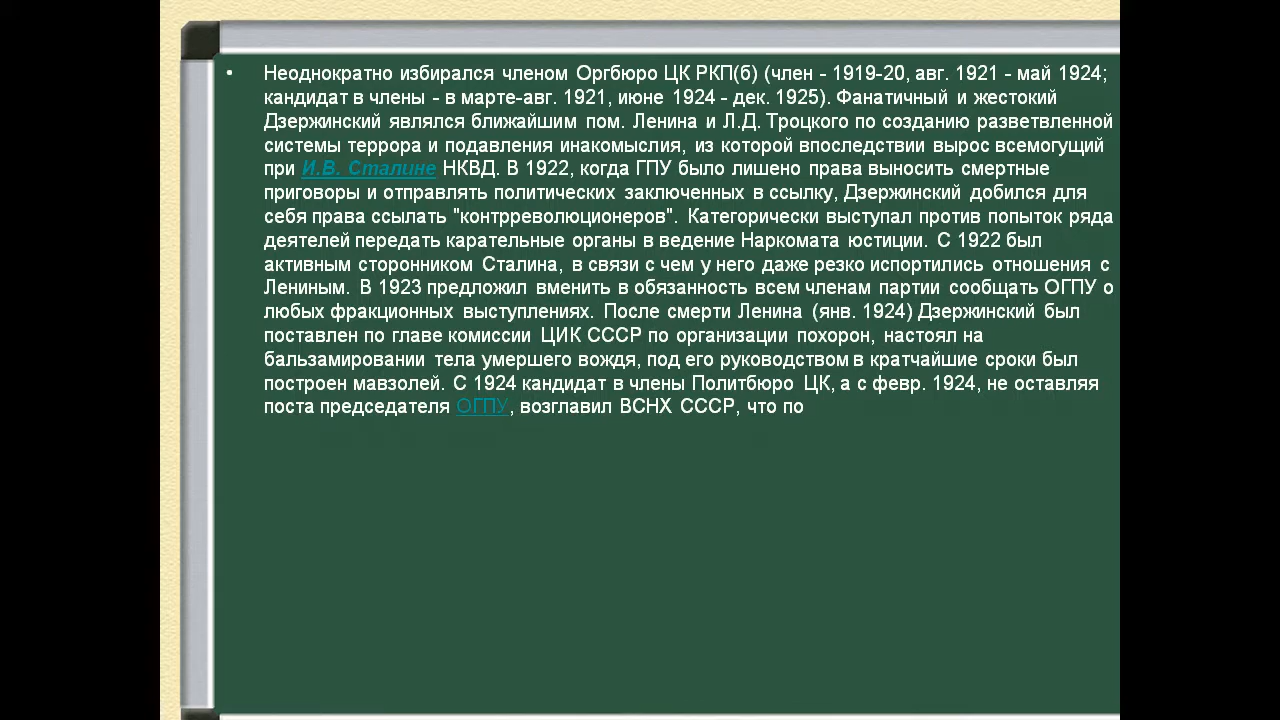 • Неоднократно избирался членом Оргбюро ЦК РКП(б) (член - 1919-20, авг. 1921 - май 1924;
кандидат в члены - в марте-авг. 1921, июне 1924 - дек. 1925). Фанатичный и жестокий
Дзержинский являлся ближайшим пом. Ленина и Л.Д. Троцкого по созданию разветвленной
системы террора и подавления инакомыслия, из которой впоследствии вырос всемогущий
при И.В. Сталине НКВД. В 1922, когда ГПУ было лишено права выносить смертные
приговоры и отправлять политических заключенных в ссылку, Дзержинский добился для
себя права ссылать "контрреволюционеров". Категорически выступал против попыток ряда
деятелей передать карательные органы в ведение Наркомата юстиции. С 1922 был
активным сторонником Сталина, в связи с чем у него даже резко испортились отношения с
Лениным. В 1923 предложил вменить в обязанность всем членам партии сообщать ОГПУ о
любых фракционных выступлениях. После смерти Ленина (янв. 1924) Дзержинский был
поставлен по главе комиссии ЦИК СССР по организации похорон, настоял на
бальзамировании тела умершего вождя, под его руководством в кратчайшие сроки был
построен мавзолей. С 1924 кандидат в члены Политбюро ЦК, а с февр. 1924, не оставляя
поста председателя ОГПУ, возглавил ВСНХ СССР, что по